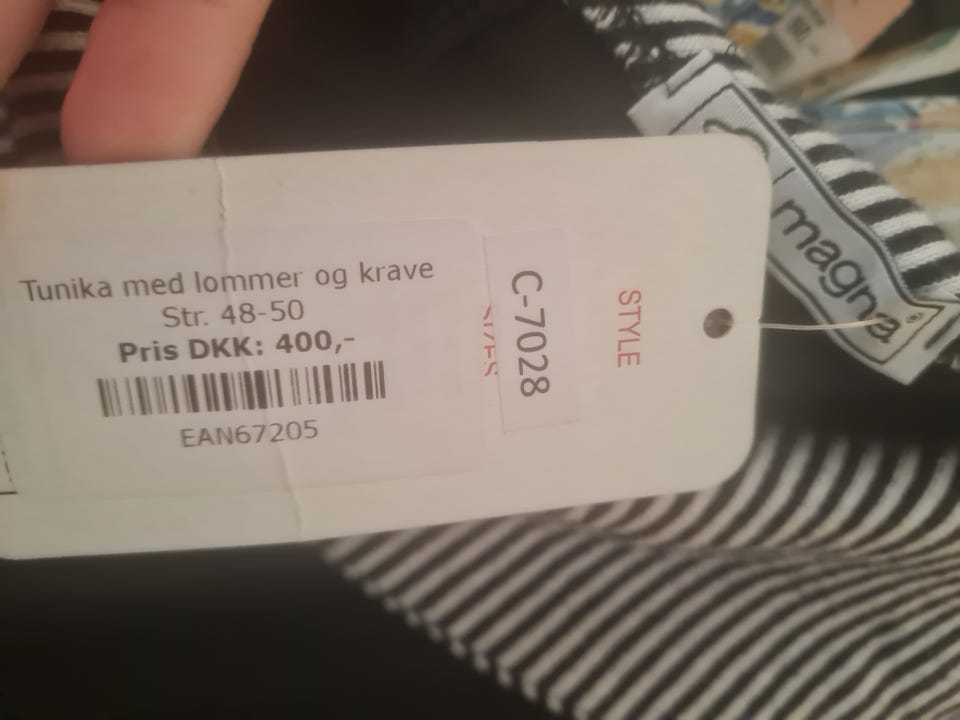 Tunika med lommer og krave
Str. 48-50
Pris DKK: 400,-
EAN67205
C-7028
STYLE
magna